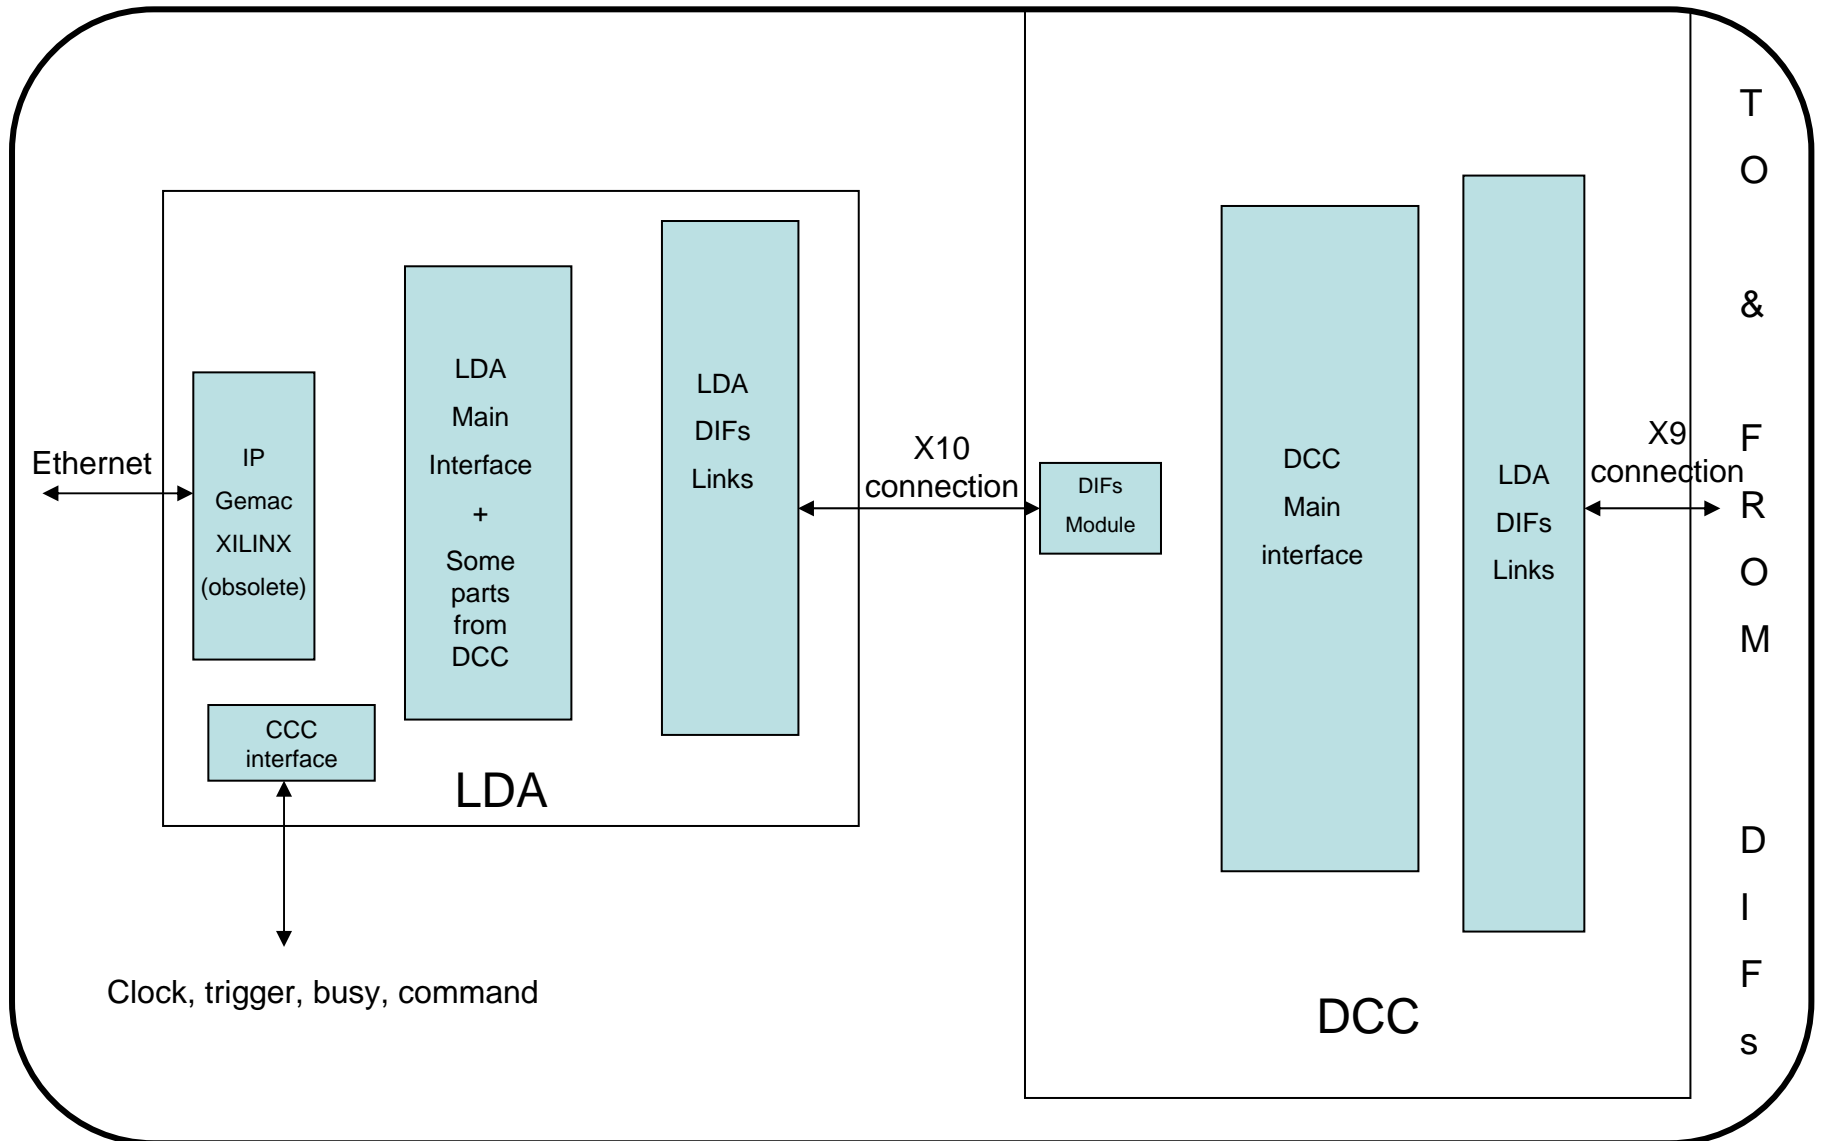 Ethernet
IP
Gemac
XILINX
(obsolete)
CCC
interface
Clock, trigger, busy, command
LDA
Main
Interface
+
Some
parts
from
DCC
LDA
DIFs
Links
LDA
X10
connection
DIFs
Module
DCC
Main
interface
LDA
DIFs
Links
DCC
X9
connection
T
O
&
F
R
O
M
D
I
F
s